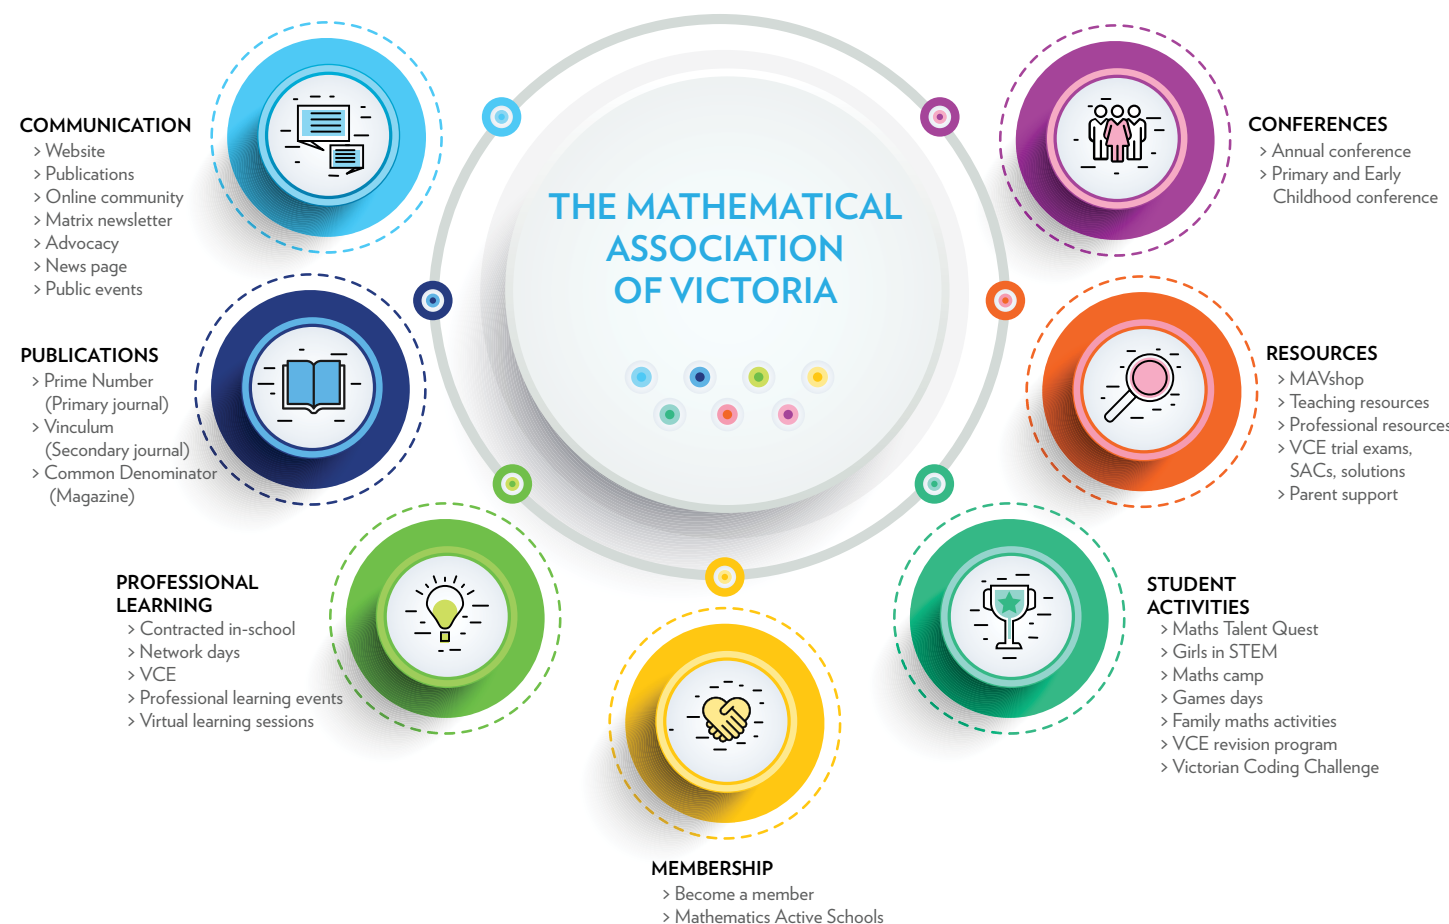 THE MATHEMATICAL
ASSOCIATION
OF VICTORIA
COMMUNICATION
> Website
> Publications
> Online community
> Matrix newsletter
> Advocacy
> News page
> Public events
PUBLICATIONS
> Prime Number
(Primary journal)
> Vinculum
(Secondary journal)
> Common Denominator
(Magazine)
PROFESSIONAL
LEARNING
> Contracted in-school
> Network days
> VCE
> Professional learning events
> Virtual learning sessions
MEMBERSHIP
> Become a member
> Mathematics Active Schools
STUDENT
ACTIVITIES
> Maths Talent Quest
> Girls in STEM
> Maths camp
> Games days
> Family maths activities
> VCE revision program
> Victorian Coding Challenge
RESOURCES
> MAVshop
> Teaching resources
> Professional resources
> VCE trial exams,
SACs, solutions
> Parent support
CONFERENCES
> Annual conference
> Primary and Early
Childhood conference